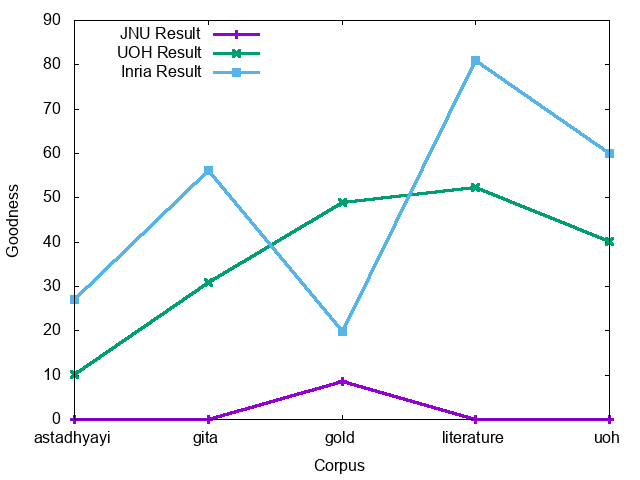 JNU Result
UOH Result
Inria Result
90
80
70
60
50
40
30
20
10
0
Goodness
astadhyayi gita gold literature uoh
Corpus